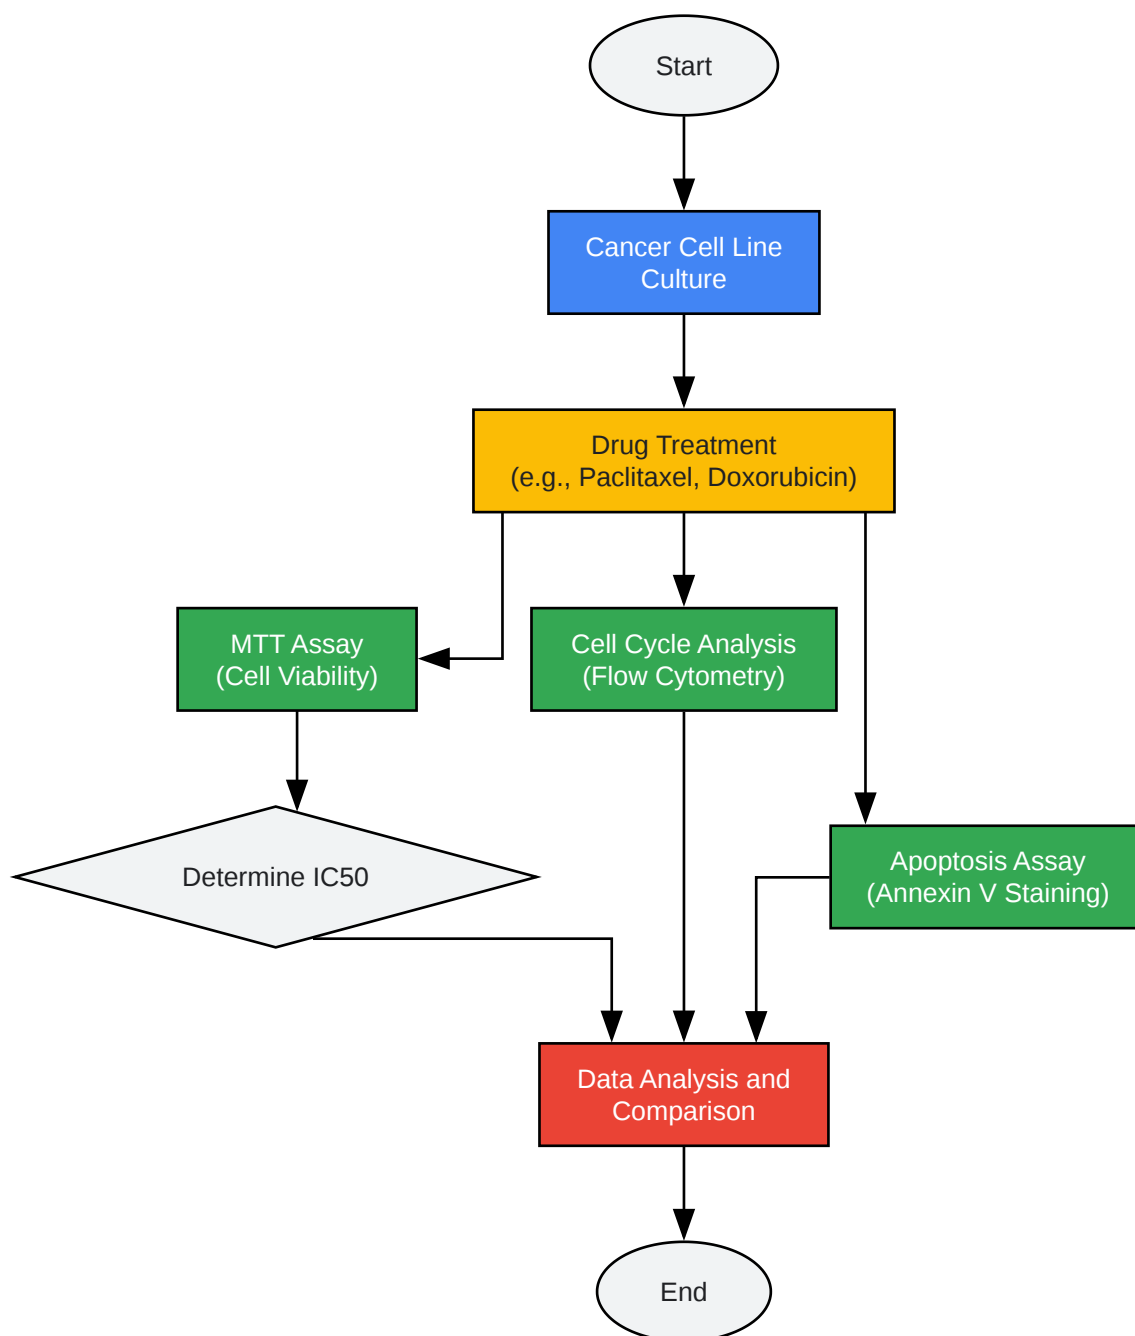 Start
Cancer Cell Line
Culture
Drug Treatment
(e.g., Paclitaxel, Doxorubicin)
MTT Assay
(Cell Viability)
Cell Cycle Analysis
(Flow Cytometry)
Determine IC50
Apoptosis Assay
(Annexin V Staining)
Data Analysis and
Comparison
End